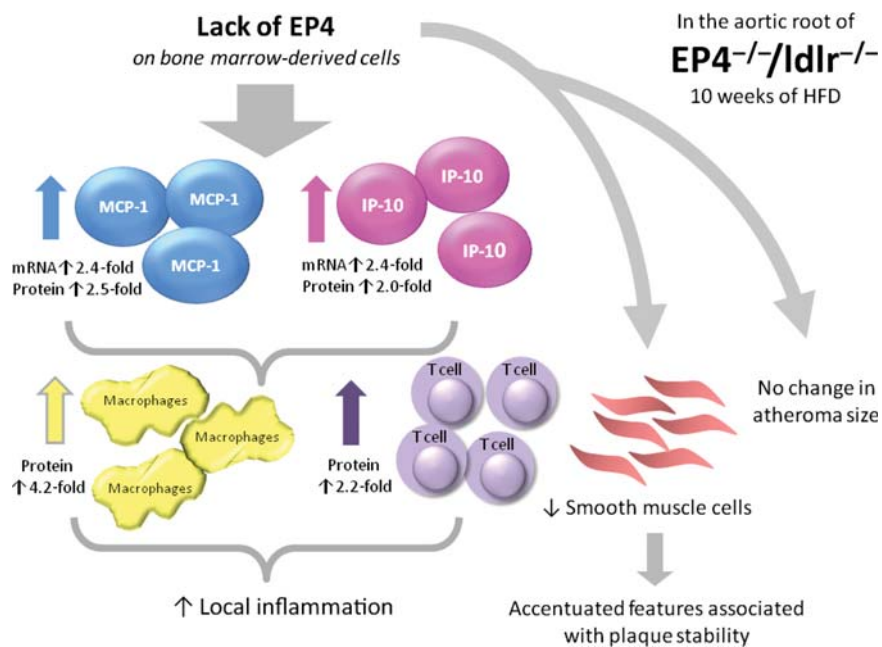 Lack of EP4
on bone marrow-derived cells
In the aortic root of
EP4⁻/⁻/ldlr⁻/⁻
10 weeks of HFD
MCP-1
MCP-1
MCP-1
mRNA ↑ 2.4-fold
Protein ↑ 2.5-fold
IP-10
IP-10
IP-10
mRNA ↑ 2.4-fold
Protein ↑ 2.0-fold
Macrophages
Macrophages
Macrophages
Protein
↑ 4.2-fold
T cell
T cell
T cell
T cell
Protein
↑ 2.2-fold
No change in
atheroma size
↓ Smooth muscle cells
↑ Local inflammation
Accentuated features associated
with plaque stability